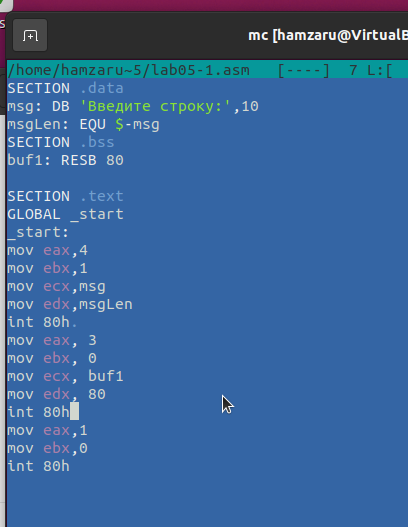 mc [hamzaru@VirtualB
/home/hamzaru~5/lab05-1.asm [----] 7 L:[
SECTION .data
msg: DB 'Введите строку:',10
msgLen: EQU $-msg
SECTION .bss
buf1: RESB 80
SECTION .text
GLOBAL _start
_start:
mov eax,4
mov ebx,1
mov ecx,msg
mov edx,msgLen
int 80h.
mov eax, 3
mov ebx, 0
mov ecx, buf1
mov edx, 80
int 80h
mov eax,1
mov ebx,0
int 80h